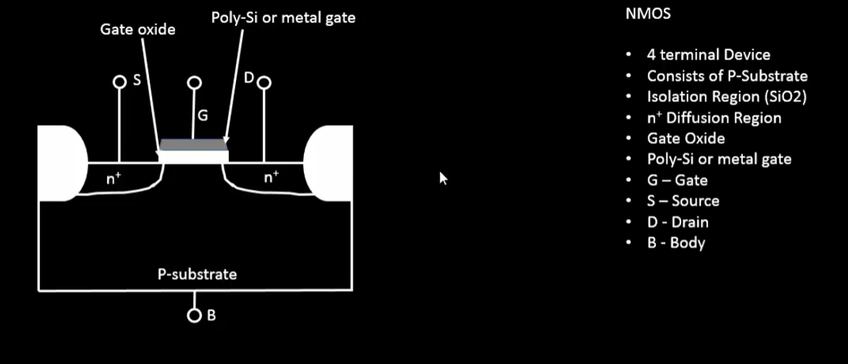 Poly-Si or metal gate
Gate oxide
S
D
G
n⁺
n⁺
P-substrate
B
NMOS
• 4 terminal Device
• Consists of P-Substrate
• Isolation Region (SiO2)
• n⁺ Diffusion Region
• Gate Oxide
• Poly-Si or metal gate
• G – Gate
• S – Source
• D - Drain
• B - Body